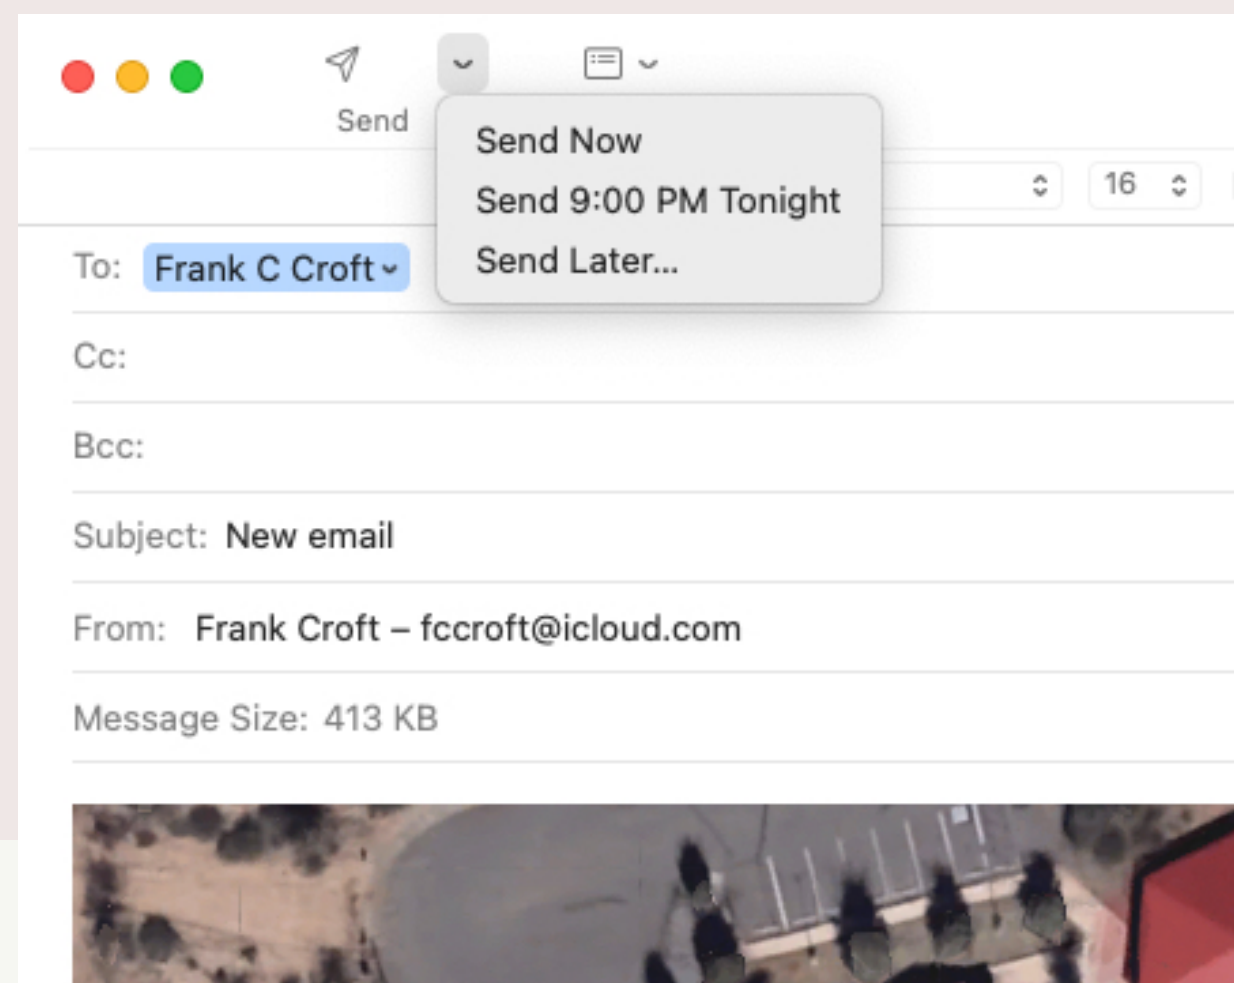 Send
Send Now
Send 9:00 PM Tonight
Send Later...
16
To: Frank C Croft
Cc:
Bcc:
Subject: New email
From: Frank Croft – fccroft@icloud.com
Message Size: 413 KB